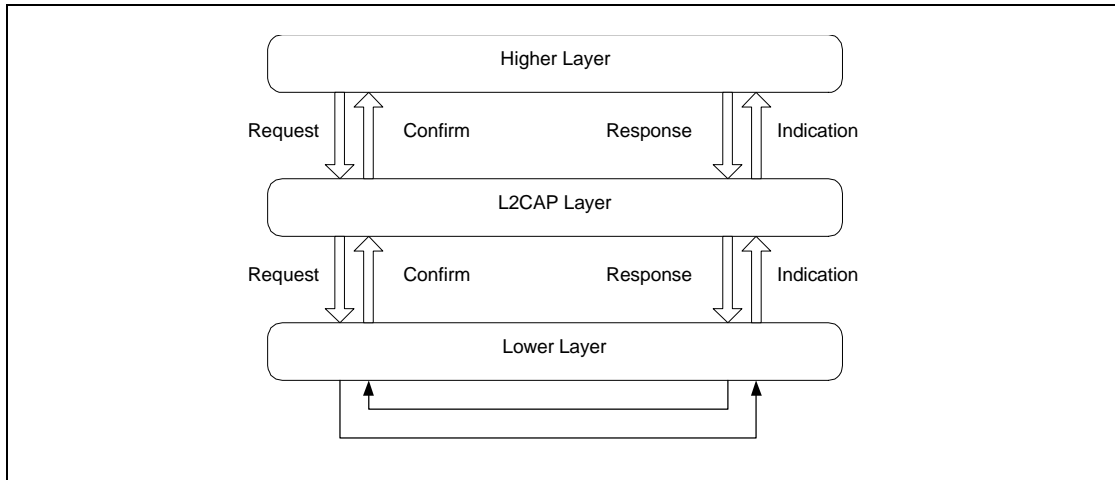 Higher Layer
Request Confirm Response Indication
L2CAP Layer
Request Confirm Response Indication
Lower Layer